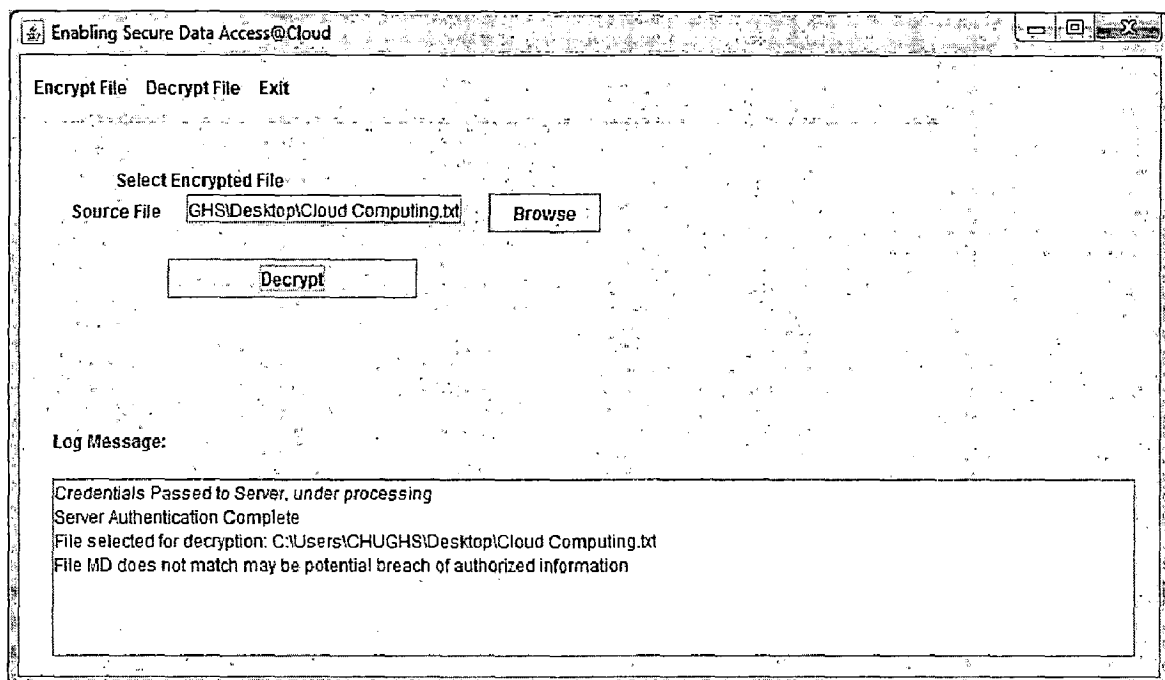 Enabling Secure Data Access@Cloud
Encrypt File Decrypt File Exit
Select Encrypted File
Source File GHS\Desktop\Cloud Computing.txt Browse
Decrypt
Log Message:
Credentials Passed to Server, under processing
Server Authentication Complete
File selected for decryption: C:\Users\CHUGHS\Desktop\Cloud Computing.txt
File MD does not match may be potential breach of authorized information